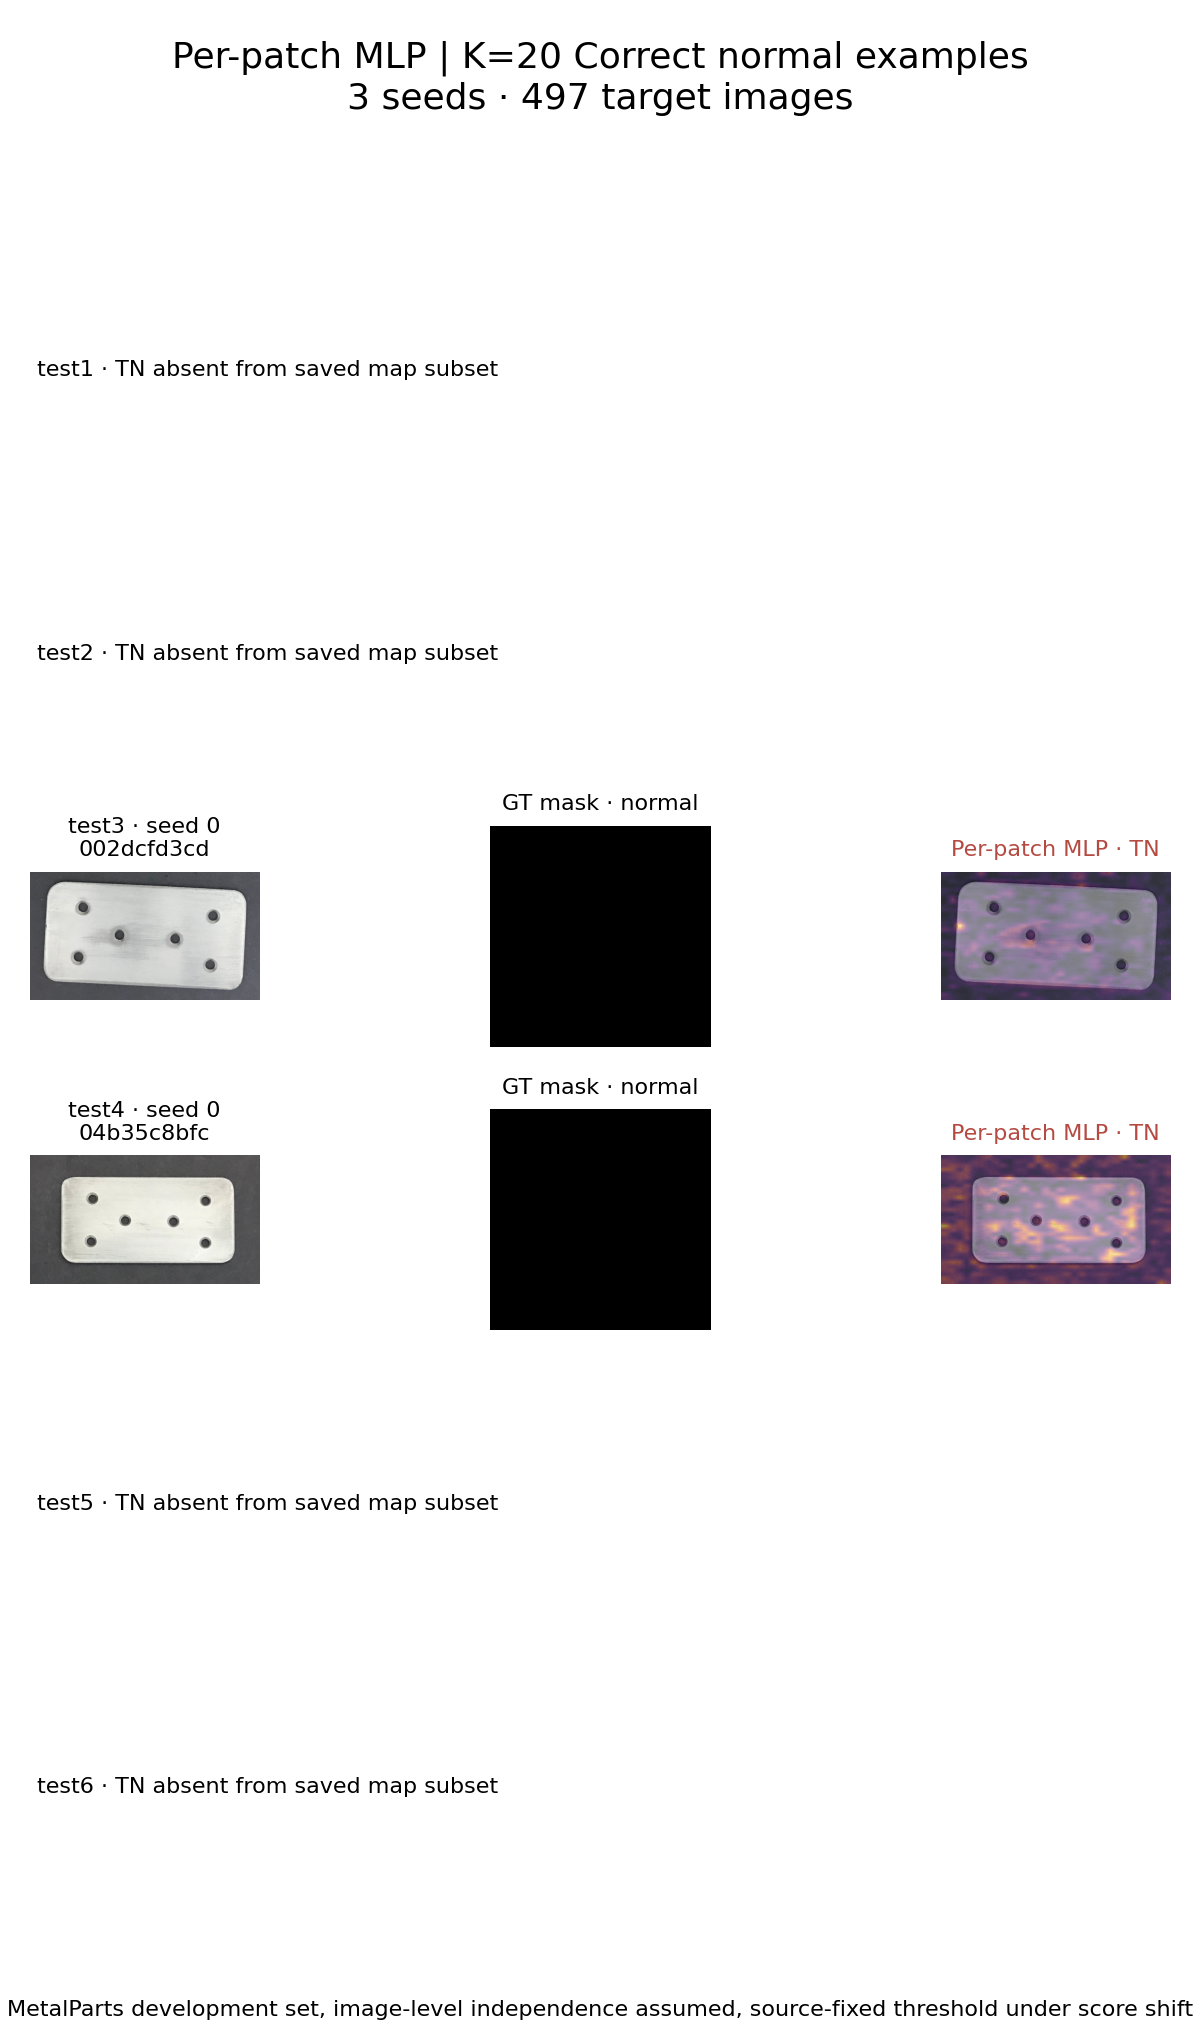 Per-patch MLP | K=20 Correct normal examples
3 seeds · 497 target images
test1 · TN absent from saved map subset
test2 · TN absent from saved map subset
test3 · seed 0
002dcfd3cd
GT mask · normal
Per-patch MLP · TN
test4 · seed 0
04b35c8bfc
GT mask · normal
Per-patch MLP · TN
test5 · TN absent from saved map subset
test6 · TN absent from saved map subset
MetalParts development set, image-level independence assumed, source-fixed threshold under score shift